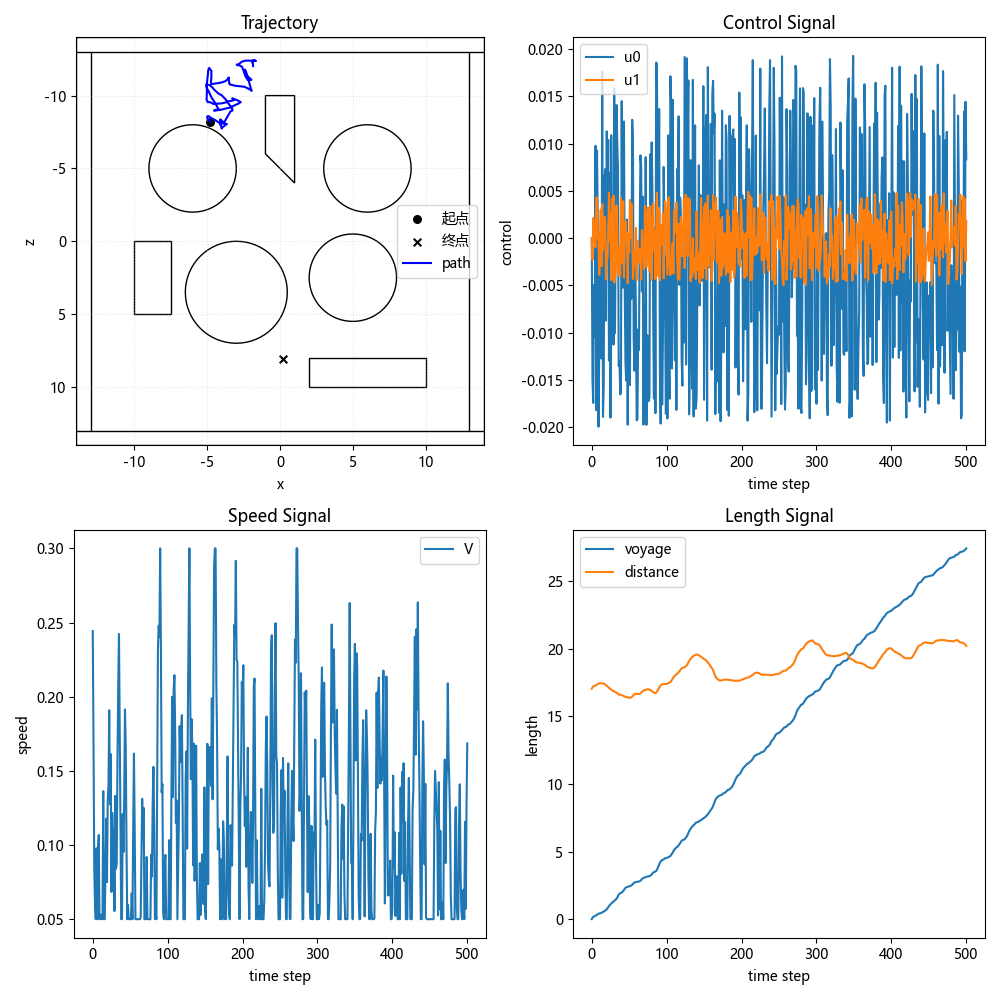 Trajectory
-10
-5
0
5
10
z
-10
-5
0
5
10
x
起点
终点
path
Control Signal
0.020
0.015
0.010
0.005
0.000
-0.005
-0.010
-0.015
-0.020
control
0
100
200
300
400
500
time step
u0
u1
Speed Signal
0.30
0.25
0.20
0.15
0.10
0.05
speed
0
100
200
300
400
500
time step
V
Length Signal
25
20
15
10
5
0
length
0
100
200
300
400
500
time step
voyage
distance